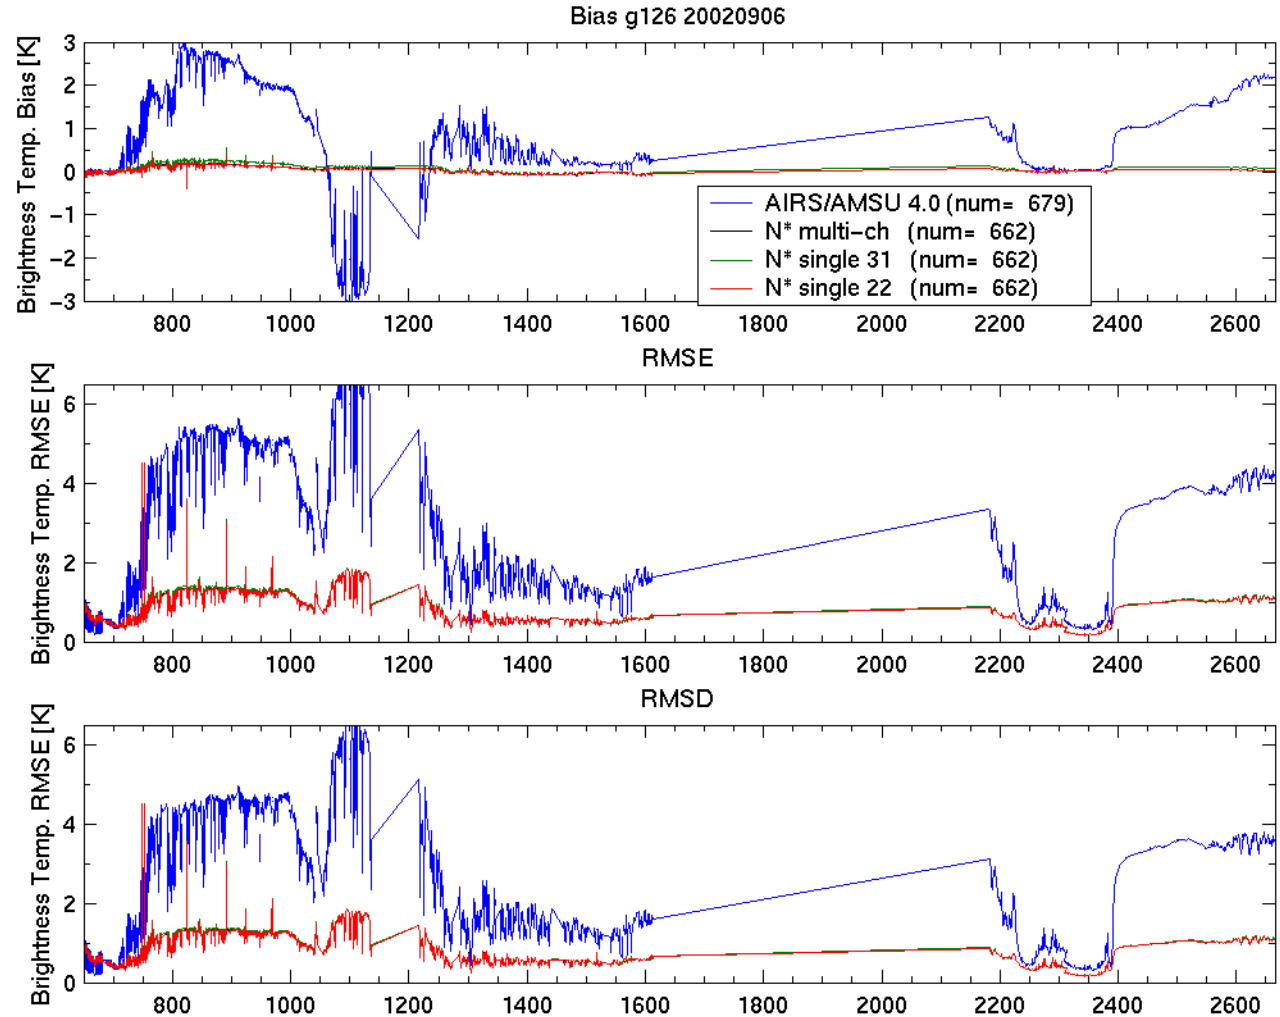 Bias g126 20020906
Brightness Temp. Bias [K]
3
2
1
0
−1
−2
−3
AIRS/AMSU 4.0 (num= 679)
N* multi−ch (num= 662)
N* single 31 (num= 662)
N* single 22 (num= 662)
800 1000 1200 1400 1600 1800 2000 2200 2400 2600
RMSE
Brightness Temp. RMSE [K]
6
4
2
0
800 1000 1200 1400 1600 1800 2000 2200 2400 2600
RMSD
Brightness Temp. RMSE [K]
6
4
2
0
800 1000 1200 1400 1600 1800 2000 2200 2400 2600